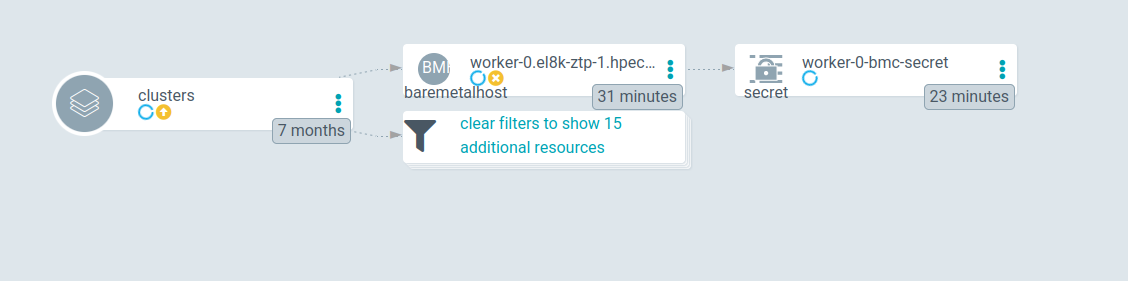 clusters
7 months
BM
worker-0.el8k-ztp-1.hpec...
baremetalhost
31 minutes
clear filters to show 15
additional resources
worker-0-bmc-secret
secret
23 minutes